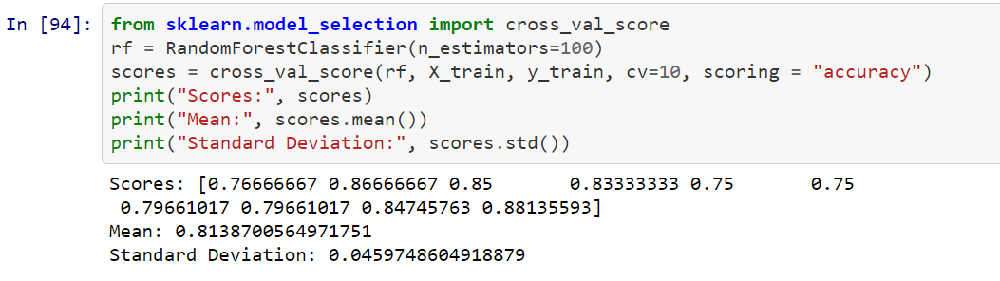 In [94]: from sklearn.model_selection import cross_val_score
rf = RandomForestClassifier(n_estimators=100)
scores = cross_val_score(rf, X_train, y_train, cv=10, scoring = "accuracy")
print("Scores:", scores)
print("Mean:", scores.mean())
print("Standard Deviation:", scores.std())
Scores: [0.76666667 0.86666667 0.85       0.83333333 0.75       0.75
 0.79661017 0.79661017 0.84745763 0.88135593]
Mean: 0.8138700564971751
Standard Deviation: 0.0459748604918879